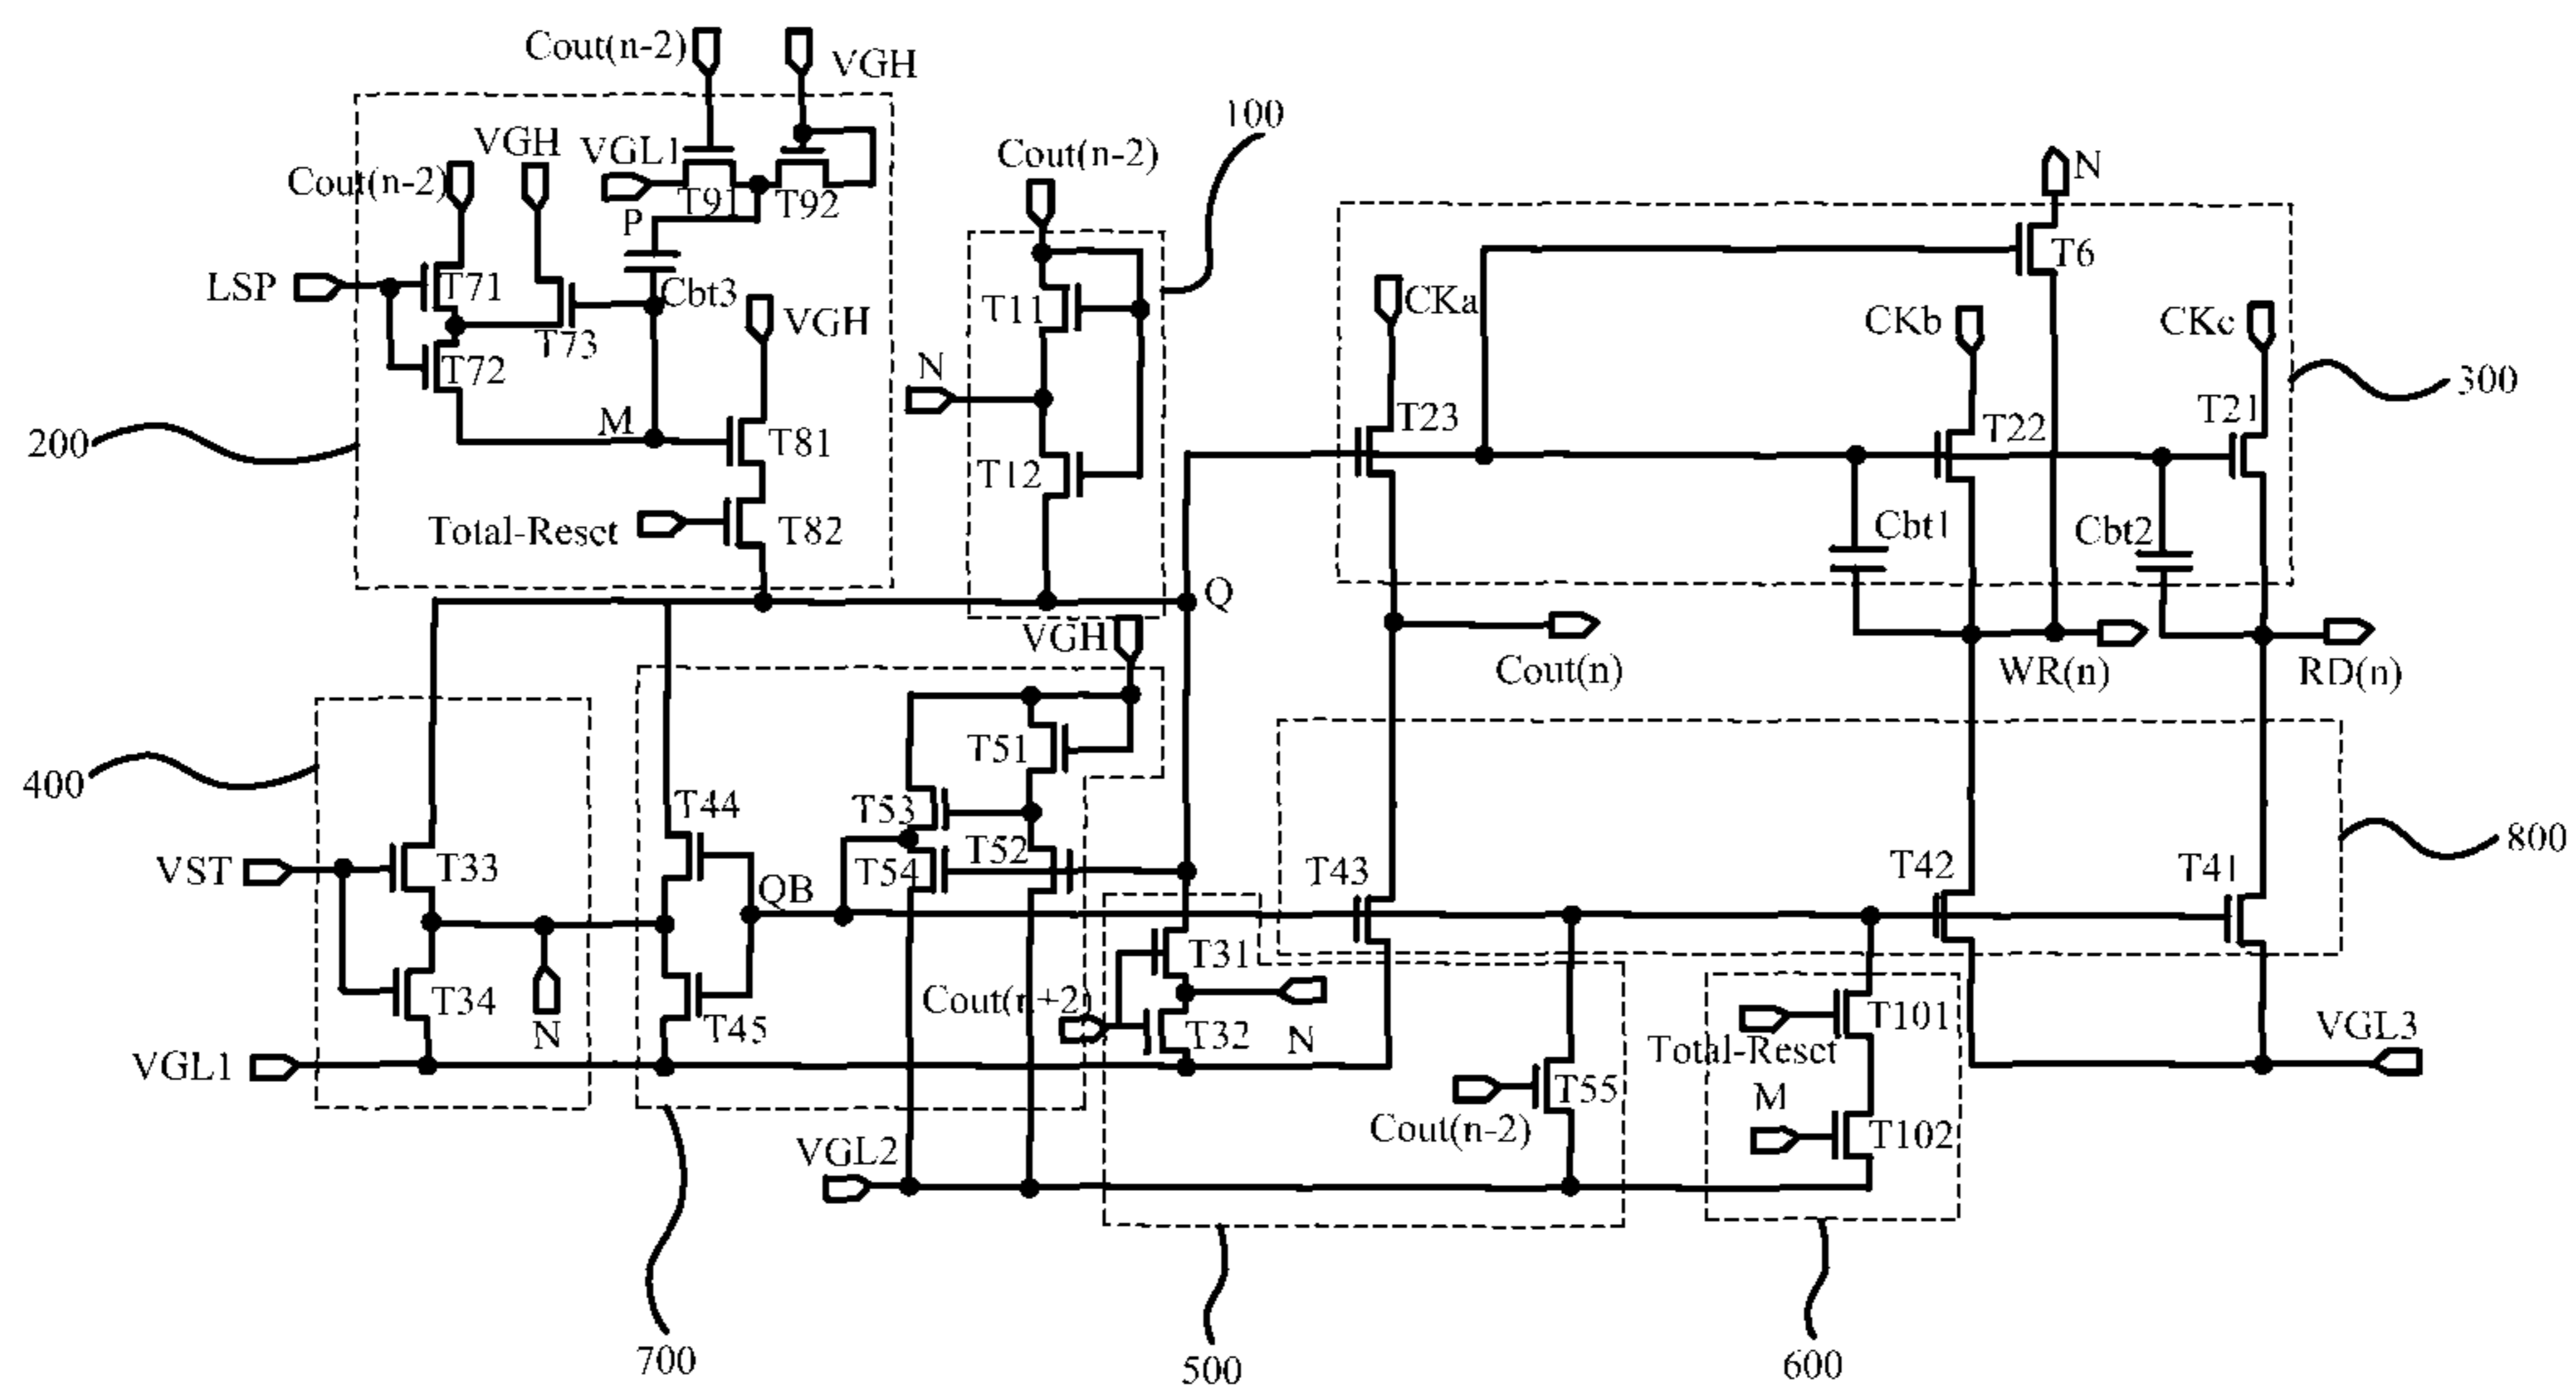 Cout(n-2)
VGH
100
VGH
VGL1
Cout(n-2)
N
Cout(n-2)
T91
T92
P
T6
LSP
T71
Cbt3
T11
CKa
CKb
CKc
T73
VGH
T72
N
300
M
T81
T23
T22
T21
200
T12
Total-Reset
T82
Cbt1
Cbt2
Q
VGH
Cout(n)
WR(n)
RD(n)
T51
400
T44
T53
800
VST
T33
T54
T52
T43
T42
T41
QB
T31
T34
Cout(n+2)
T45
N
T32
N
T101
VGL3
VGL1
Total-Reset
T55
M
Cout(n-2)
T102
VGL2
700
500
600